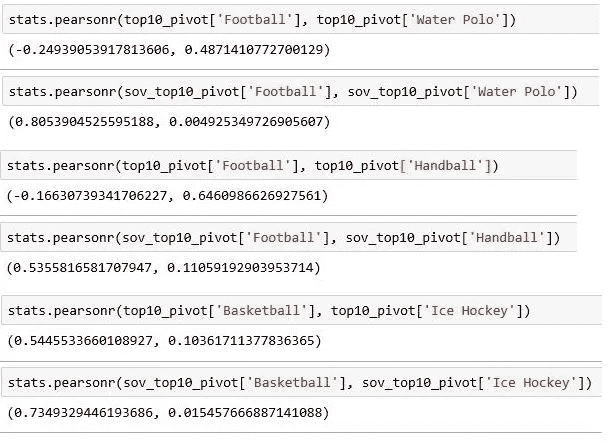 stats.pearsonr(top10_pivot['Football'], top10_pivot['Water Polo'])
(-0.24939053917813606, 0.4871410772700129)
stats.pearsonr(sov_top10_pivot['Football'], sov_top10_pivot['Water Polo'])
(0.8053904525595188, 0.004925349726905607)
stats.pearsonr(top10_pivot['Football'], top10_pivot['Handball'])
(-0.16630739341706227, 0.6460986626927561)
stats.pearsonr(sov_top10_pivot['Football'], sov_top10_pivot['Handball'])
(0.5355816581707947, 0.11059192903953714)
stats.pearsonr(top10_pivot['Basketball'], top10_pivot['Ice Hockey'])
(0.5445533660108927, 0.10361711377836365)
stats.pearsonr(sov_top10_pivot['Basketball'], sov_top10_pivot['Ice Hockey'])
(0.7349329446193686, 0.015457666887141088)